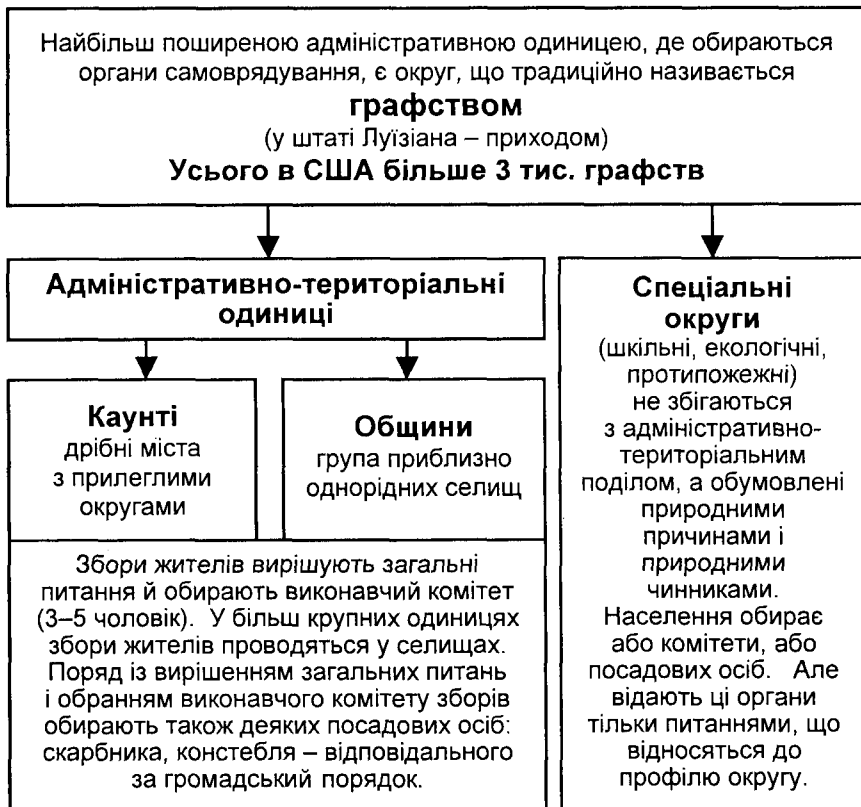 Найбільш поширеною адміністративною одиницею, де обираються
органи самоврядування, є округ, що традиційно називається
графством
(у штаті Луїзіана – приходом)
Усього в США більше 3 тис. графств
Адміністративно-територіальні
одиниці
Каунті
дрібні міста
з прилеглими
округами
Общини
група приблизно
однорідних селищ
Збори жителів вирішують загальні
питання й обирають виконавчий комітет
(3–5 чоловік). У більш крупних одиницях
збори жителів проводяться у селищах.
Поряд із вирішенням загальних питань
і обранням виконавчого комітету зборів
обирають також деяких посадових осіб:
скарбника, констебля – відповідального
за громадський порядок.
Спеціальні
округи
(шкільні, екологічні,
протипожежні)
не збігаються
з адміністративно-
територіальним
поділом, а обумовлені
природними
причинами і
природними
чинниками.
Населення обирає
або комітети, або
посадових осіб. Але
відають ці органи
тільки питаннями, що
відносяться до
профілю округу.